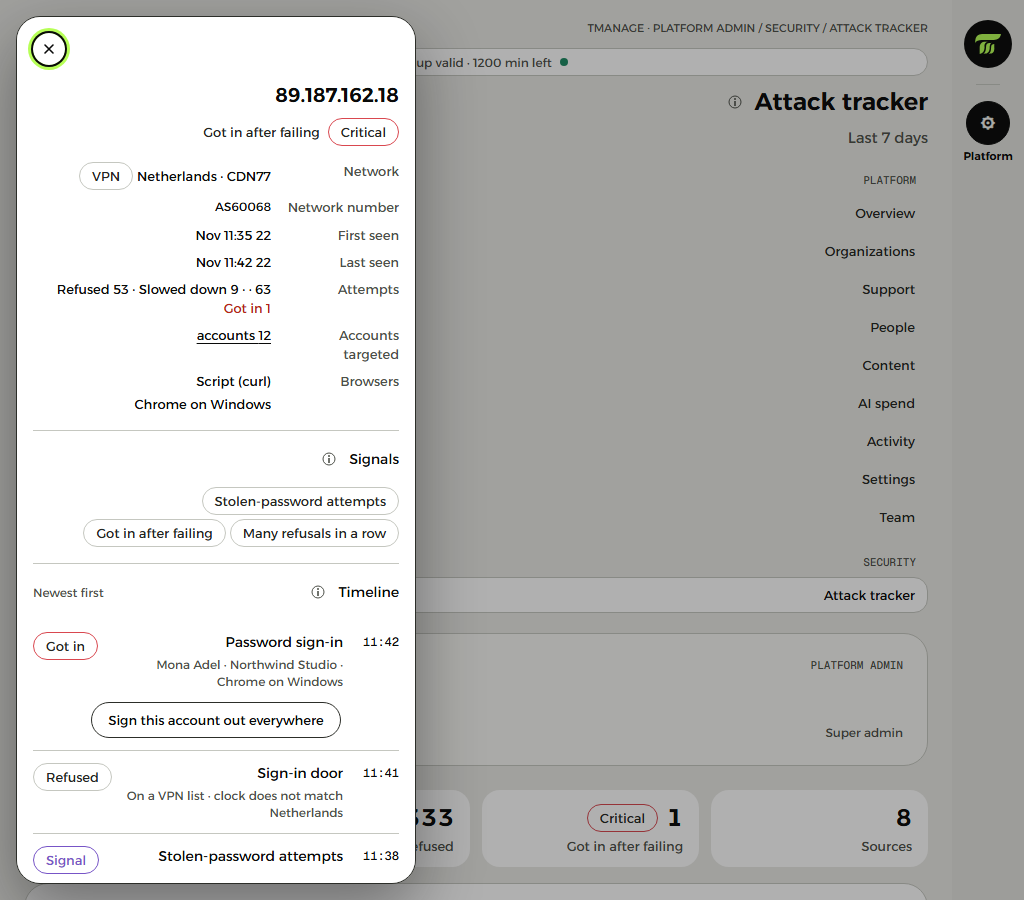 ×
89.187.162.18
Got in after failing Critical
Network VPN Netherlands · CDN77
Network number AS60068
First seen Nov 11:35 22
Last seen Nov 11:42 22
Attempts Refused 53 · Slowed down 9 · · 63
Got in 1
Accounts targeted accounts 12
Browsers Script (curl)
Chrome on Windows
Signals
Stolen-password attempts
Got in after failing Many refusals in a row
Newest first Timeline
Got in Password sign-in 11:42
Mona Adel · Northwind Studio ·
Chrome on Windows
Sign this account out everywhere
Refused Sign-in door 11:41
On a VPN list · clock does not match
Netherlands
Signal Stolen-password attempts 11:38
TMANAGE · PLATFORM ADMIN / SECURITY / ATTACK TRACKER
up valid · 1200 min left
Attack tracker
Last 7 days
PLATFORM
Overview
Organizations
Support
People
Content
AI spend
Activity
Settings
Team
SECURITY
Attack tracker
PLATFORM ADMIN
Super admin
Critical 1
Got in after failing
8
Sources
Platform